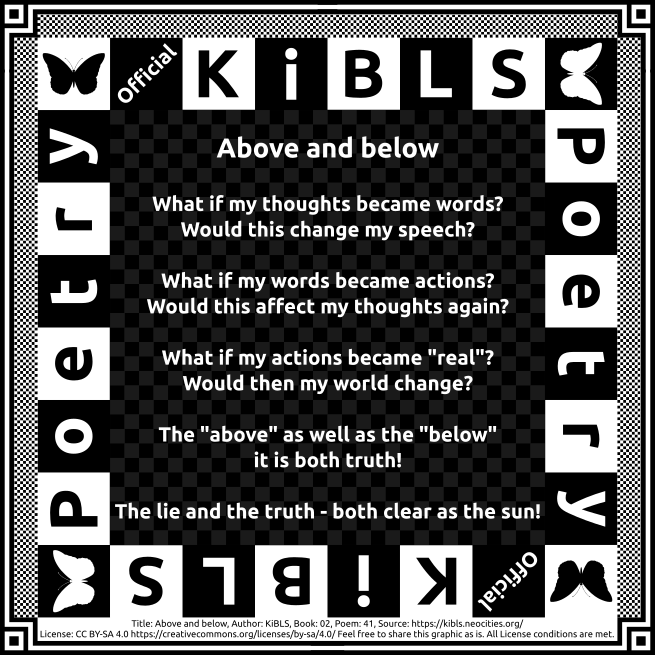 Official KiBLS
Poetry
Above and below
What if my thoughts became words?
Would this change my speech?
What if my words became actions?
Would this affect my thoughts again?
What if my actions became "real"?
Would then my world change?
The "above" as well as the "below"
it is both truth!
The lie and the truth - both clear as the sun!
Poetry
Official KiBLS
Title: Above and below, Author: KiBLS, Book: 02, Poem: 41, Source: https://kibls.neocities.org/
License: CC BY-SA 4.0 https://creativecommons.org/licenses/by-sa/4.0/ Feel free to share this graphic as is. All License conditions are met.